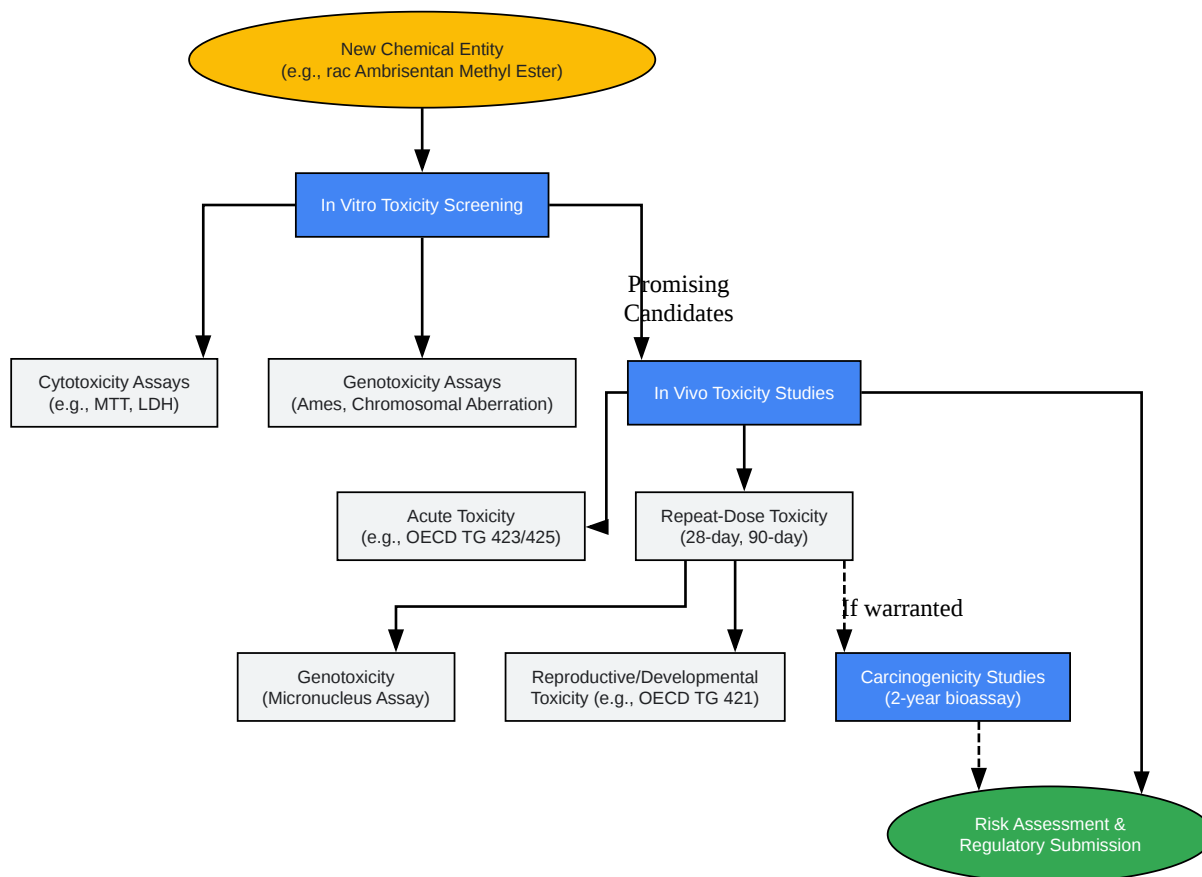 New Chemical Entity
(e.g., rac Ambrisentan Methyl Ester)
In Vitro Toxicity Screening
Promising
Candidates
Cytotoxicity Assays
(e.g., MTT, LDH)
Genotoxicity Assays
(Ames, Chromosomal Aberration)
In Vivo Toxicity Studies
Acute Toxicity
(e.g., OECD TG 423/425)
Repeat-Dose Toxicity
(28-day, 90-day)
If warranted
Genotoxicity
(Micronucleus Assay)
Reproductive/Developmental
Toxicity (e.g., OECD TG 421)
Carcinogenicity Studies
(2-year bioassay)
Risk Assessment &
Regulatory Submission